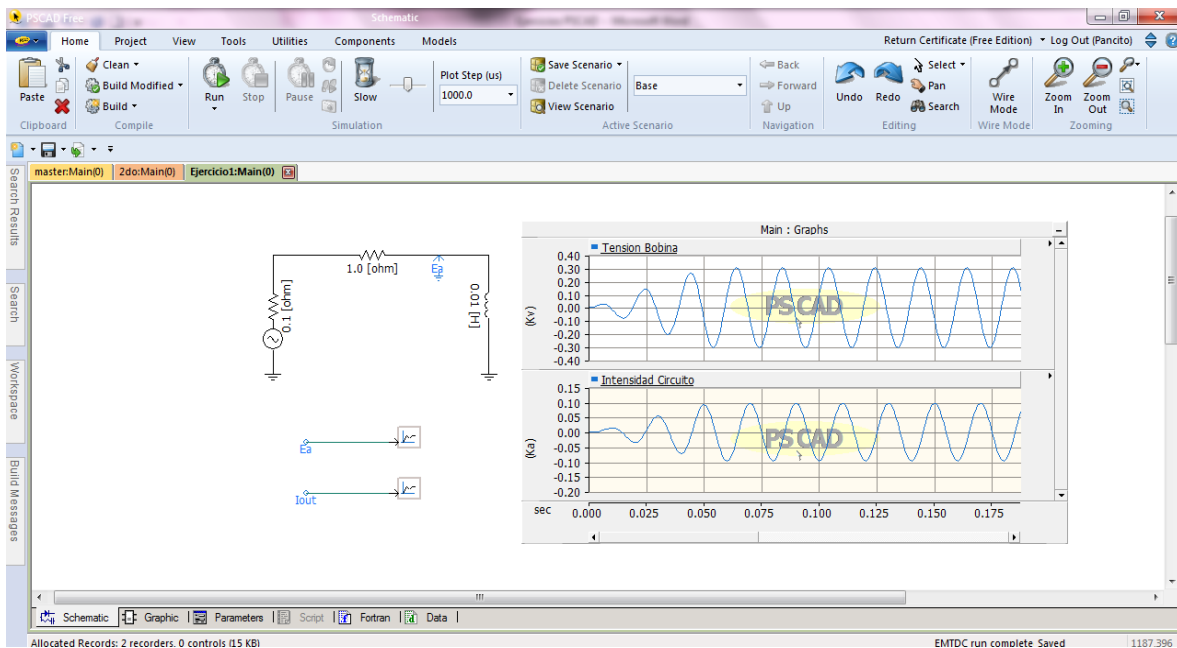 PSCAD Free
Schematic
Home Project View Tools Utilities Components Models
Return Certificate (Free Edition) Log Out (Pancito)
Paste
Clean
Build Modified
Build
Run
Stop
Pause
Slow
Plot Step (us)
1000.0
Save Scenario
Delete Scenario
View Scenario
Base
Back
Forward
Up
Undo
Redo
Select
Pan
Search
Wire
Mode
Zoom
In
Zoom
Out
Clipboard Compile Simulation Active Scenario Navigation Editing Wire Mode Zooming
master:Main(0) 2do:Main(0) Ejercicio1:Main(0)
Search Results
Search
Workspace
Build Messages
1.0 [ohm]
Ea
0.1 [ohm]
0.01 [H]
Ea
Iout
Main : Graphs
Tension Bobina
(Kv)
0.40
0.30
0.20
0.10
0.00
-0.10
-0.20
-0.30
-0.40
PSCAD
Intensidad Circuito
(Ka)
0.15
0.10
0.05
0.00
-0.05
-0.10
-0.15
-0.20
PSCAD
sec 0.000 0.025 0.050 0.075 0.100 0.125 0.150 0.175
Schematic Graphic Parameters Script Fortran Data
Allocated Records: 2 recorders, 0 controls (15 KB)
EMTDC run complete Saved 1187,396